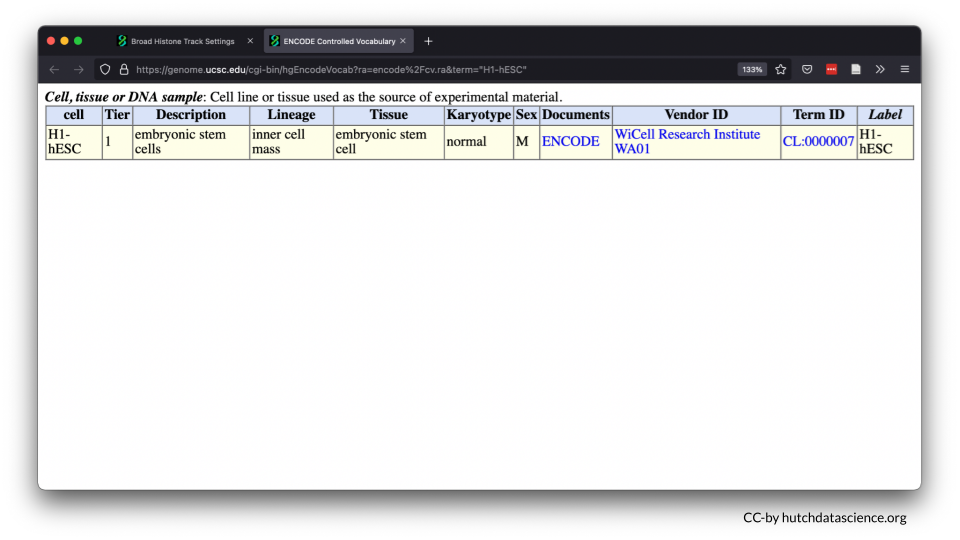 Broad Histone Track Settings × ENCODE Controlled Vocabulary × +
https://genome.ucsc.edu/cgi-bin/hgEncodeVocab?ra=encode%2Fcv.ra&term="H1-hESC" 133%
Cell, tissue or DNA sample: Cell line or tissue used as the source of experimental material.
cell Tier Description Lineage Tissue Karyotype Sex Documents Vendor ID Term ID Label
H1-hESC 1 embryonic stem cells inner cell mass embryonic stem cell normal M ENCODE WiCell Research Institute WA01 CL:0000007 H1-hESC
CC-by hutchdatascience.org